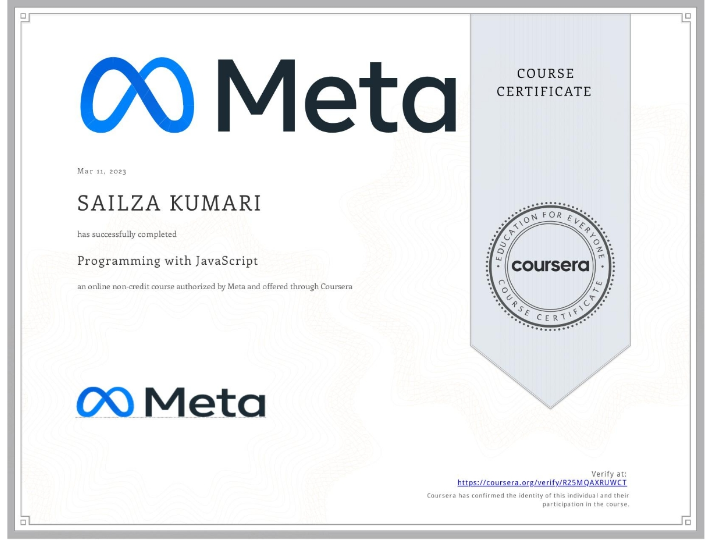 Meta
COURSE
CERTIFICATE
Mar 11, 2023
SAILZA KUMARI
has successfully completed
Programming with JavaScript
an online non-credit course authorized by Meta and offered through Coursera
EDUCATION FOR EVERYONE
coursera
COURSE CERTIFICATE
Meta
Verify at:
https://coursera.org/verify/R25MQAXRUWCT
Coursera has confirmed the identity of this individual and their
participation in the course.